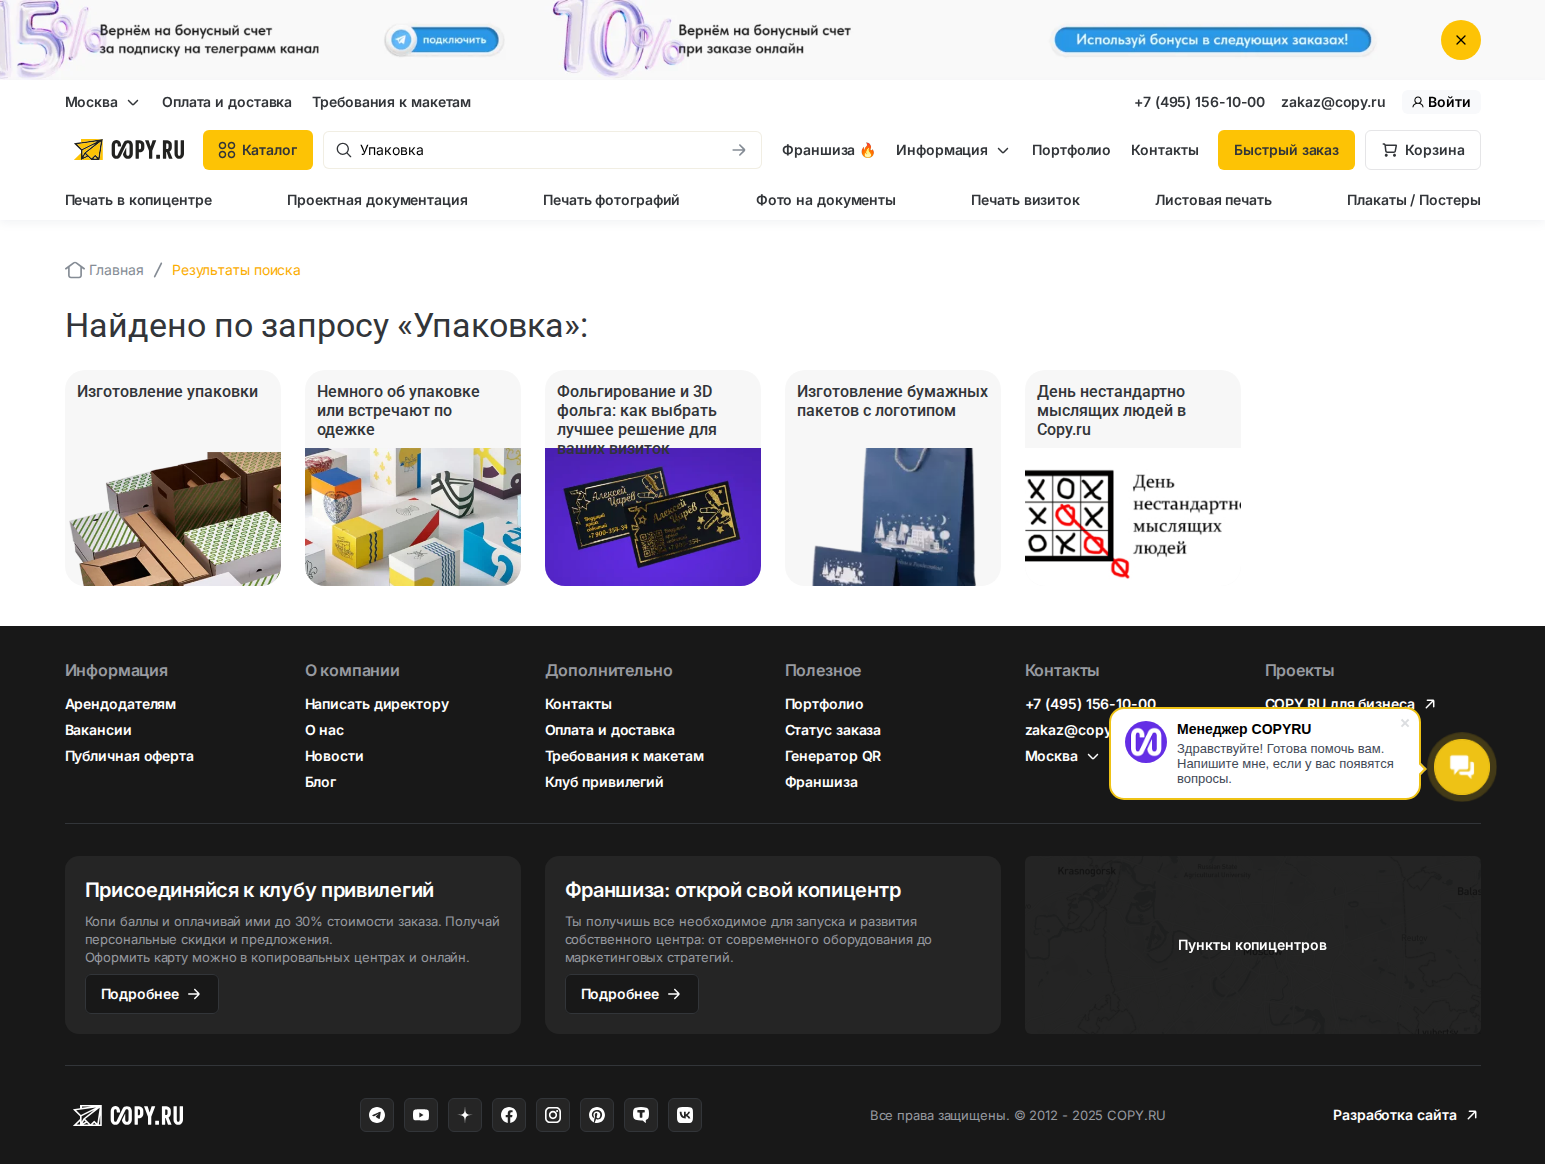 15%
Вернём на бонусный счет
за подписку на телеграмм канал
подключить
10%
Вернём на бонусный счет
при заказе онлайн
Используй бонусы в следующих заказах!
Москва
Оплата и доставка
Требования к макетам
+7 (495) 156-10-00
zakaz@copy.ru
Войти
COPY.RU
Каталог
Упаковка
Франшиза 🔥
Информация
Портфолио
Контакты
Быстрый заказ
Корзина
Печать в копицентре
Проектная документация
Печать фотографий
Фото на документы
Печать визиток
Листовая печать
Плакаты / Постеры
Главная / Результаты поиска
Найдено по запросу «Упаковка»:
Изготовление упаковки
Немного об упаковке
или встречают по
одежке
Фольгирование и 3D
фольга: как выбрать
лучшее решение для
ваших визиток
Алексей
Царёв
Алексей
Царёв
Изготовление бумажных
пакетов с логотипом
День нестандартно
мыслящих людей в
Copy.ru
День
нестандартн
мыслящих
людей
Информация
Арендодателям
Вакансии
Публичная оферта
О компании
Написать директору
О нас
Новости
Блог
Дополнительно
Контакты
Оплата и доставка
Требования к макетам
Клуб привилегий
Полезное
Портфолио
Статус заказа
Генератор QR
Франшиза
Контакты
+7 (495) 156-10-00
zakaz@copy
Москва
Проекты
COPY.RU для бизнеса
Менеджер COPYRU
Здравствуйте! Готова помочь вам.
Напишите мне, если у вас появятся
вопросы.
Присоединяйся к клубу привилегий
Копи баллы и оплачивай ими до 30% стоимости заказа. Получай
персональные скидки и предложения.
Оформить карту можно в копировальных центрах и онлайн.
Подробнее
Франшиза: открой свой копицентр
Ты получишь все необходимое для запуска и развития
собственного центра: от современного оборудования до
маркетинговых стратегий.
Подробнее
Krasnogorsk
Пункты копицентров
Moscow
COPY.RU
Все права защищены. © 2012 - 2025 COPY.RU
Разработка сайта